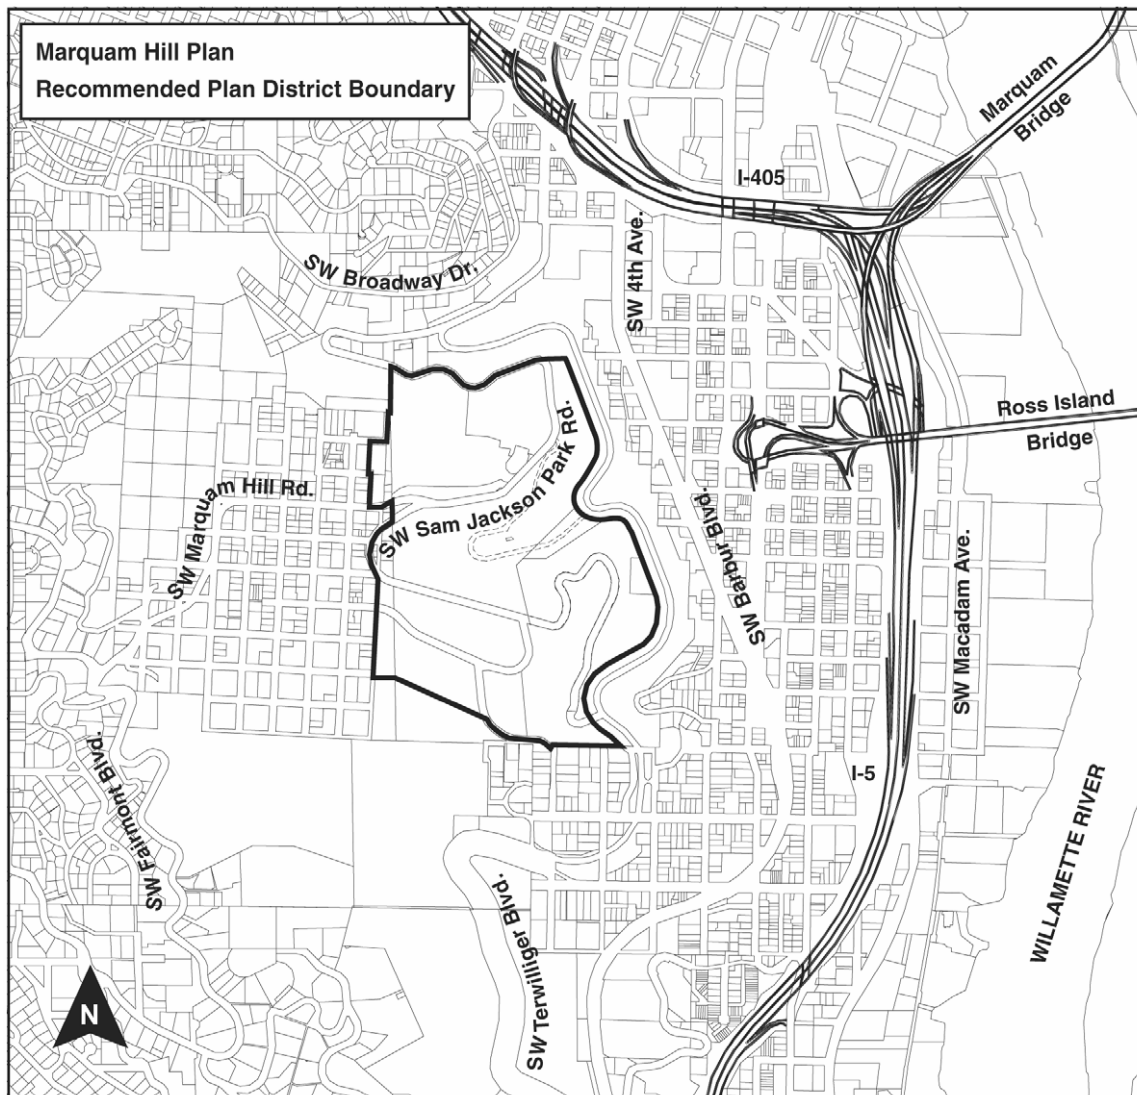 Marquam Hill Plan
Recommended Plan District Boundary
Marquam
Bridge
I-405
SW 4th Ave.
SW Broadway Dr.
Ross Island
Bridge
SW Sam Jackson Park Rd.
SW Marquam Hill Rd.
SW Barbur Blvd.
SW Macadam Ave.
I-5
SW Fairmont Blvd.
WILLAMETTE RIVER
SW Terwilliger Blvd.
N